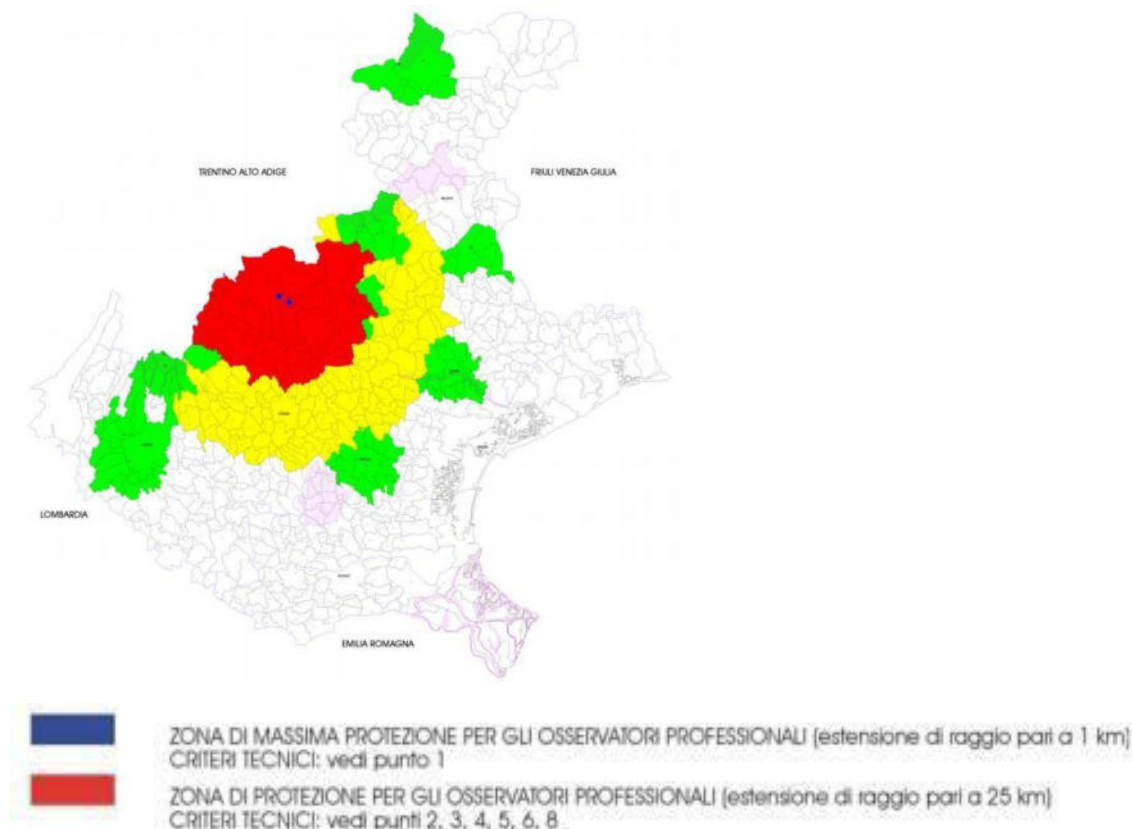 TRENTINO ALTO ADIGE
FRIULI VENEZIA GIULIA
LOMBARDIA
EMILIA ROMAGNA
ZONA DI MASSIMA PROTEZIONE PER GLI OSSERVATORI PROFESSIONALI (estensione di raggio pari a 1 km)
CRITERI TECNICI: vedi punto 1
ZONA DI PROTEZIONE PER GLI OSSERVATORI PROFESSIONALI (estensione di raggio pari a 25 km)
CRITERI TECNICI: vedi punti 2, 3, 4, 5, 6, 8